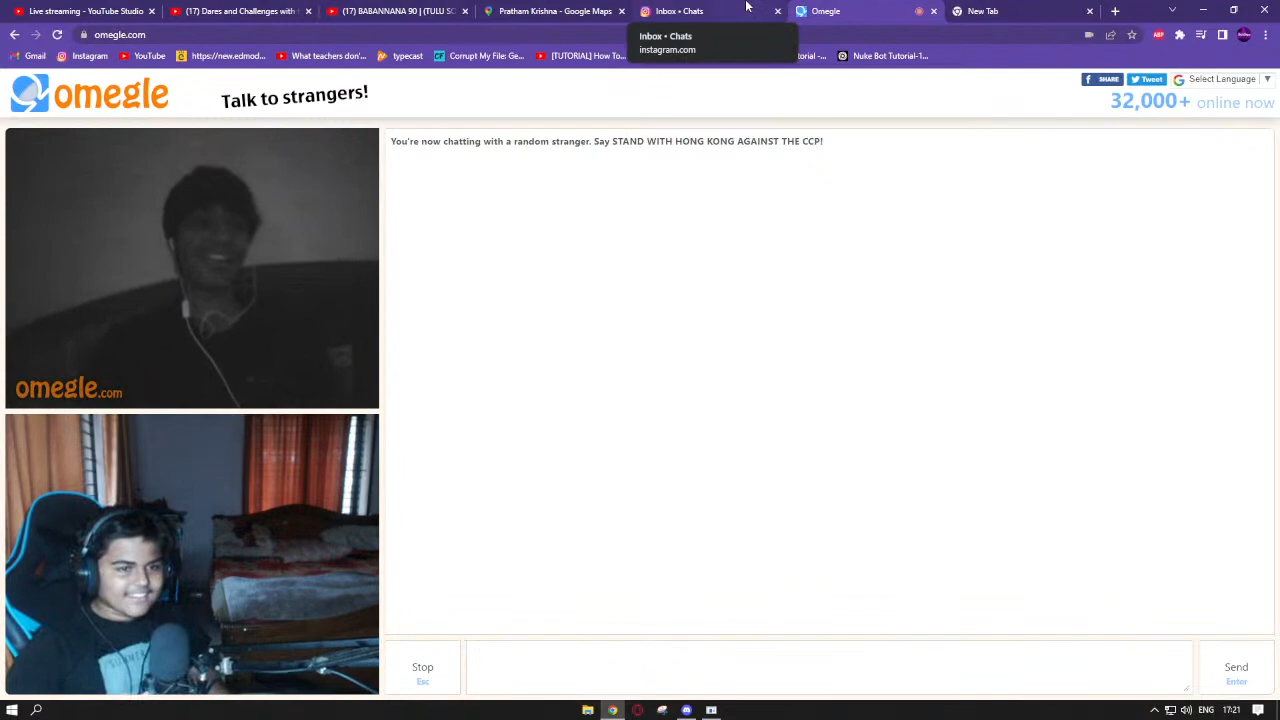 Live streaming - YouTube Studio
(17) Dares Challenges with
(17) BABANNANA 90 | (TULU SC
Pratham Krishna - Google Maps
Inbox • Chats
Omegle
New Tab
omegle.com
Inbox • Chats
instagram.com
Gmail
Instagram
YouTube
https://new.edmod...
What teachers don'...
typecast
Corrupt My File: Ge...
[TUTORIAL] How To...
torial -...
Nuke Bot Tutorial-1...
omegle
Talk to strangers!
SHARE
Tweet
Select Language
32,000+ online now
You're now chatting with a random stranger. Say STAND WITH HONG KONG AGAINST THE CCP!
omegle.com
Stop
Esc
Send
Enter
ENG
17:21